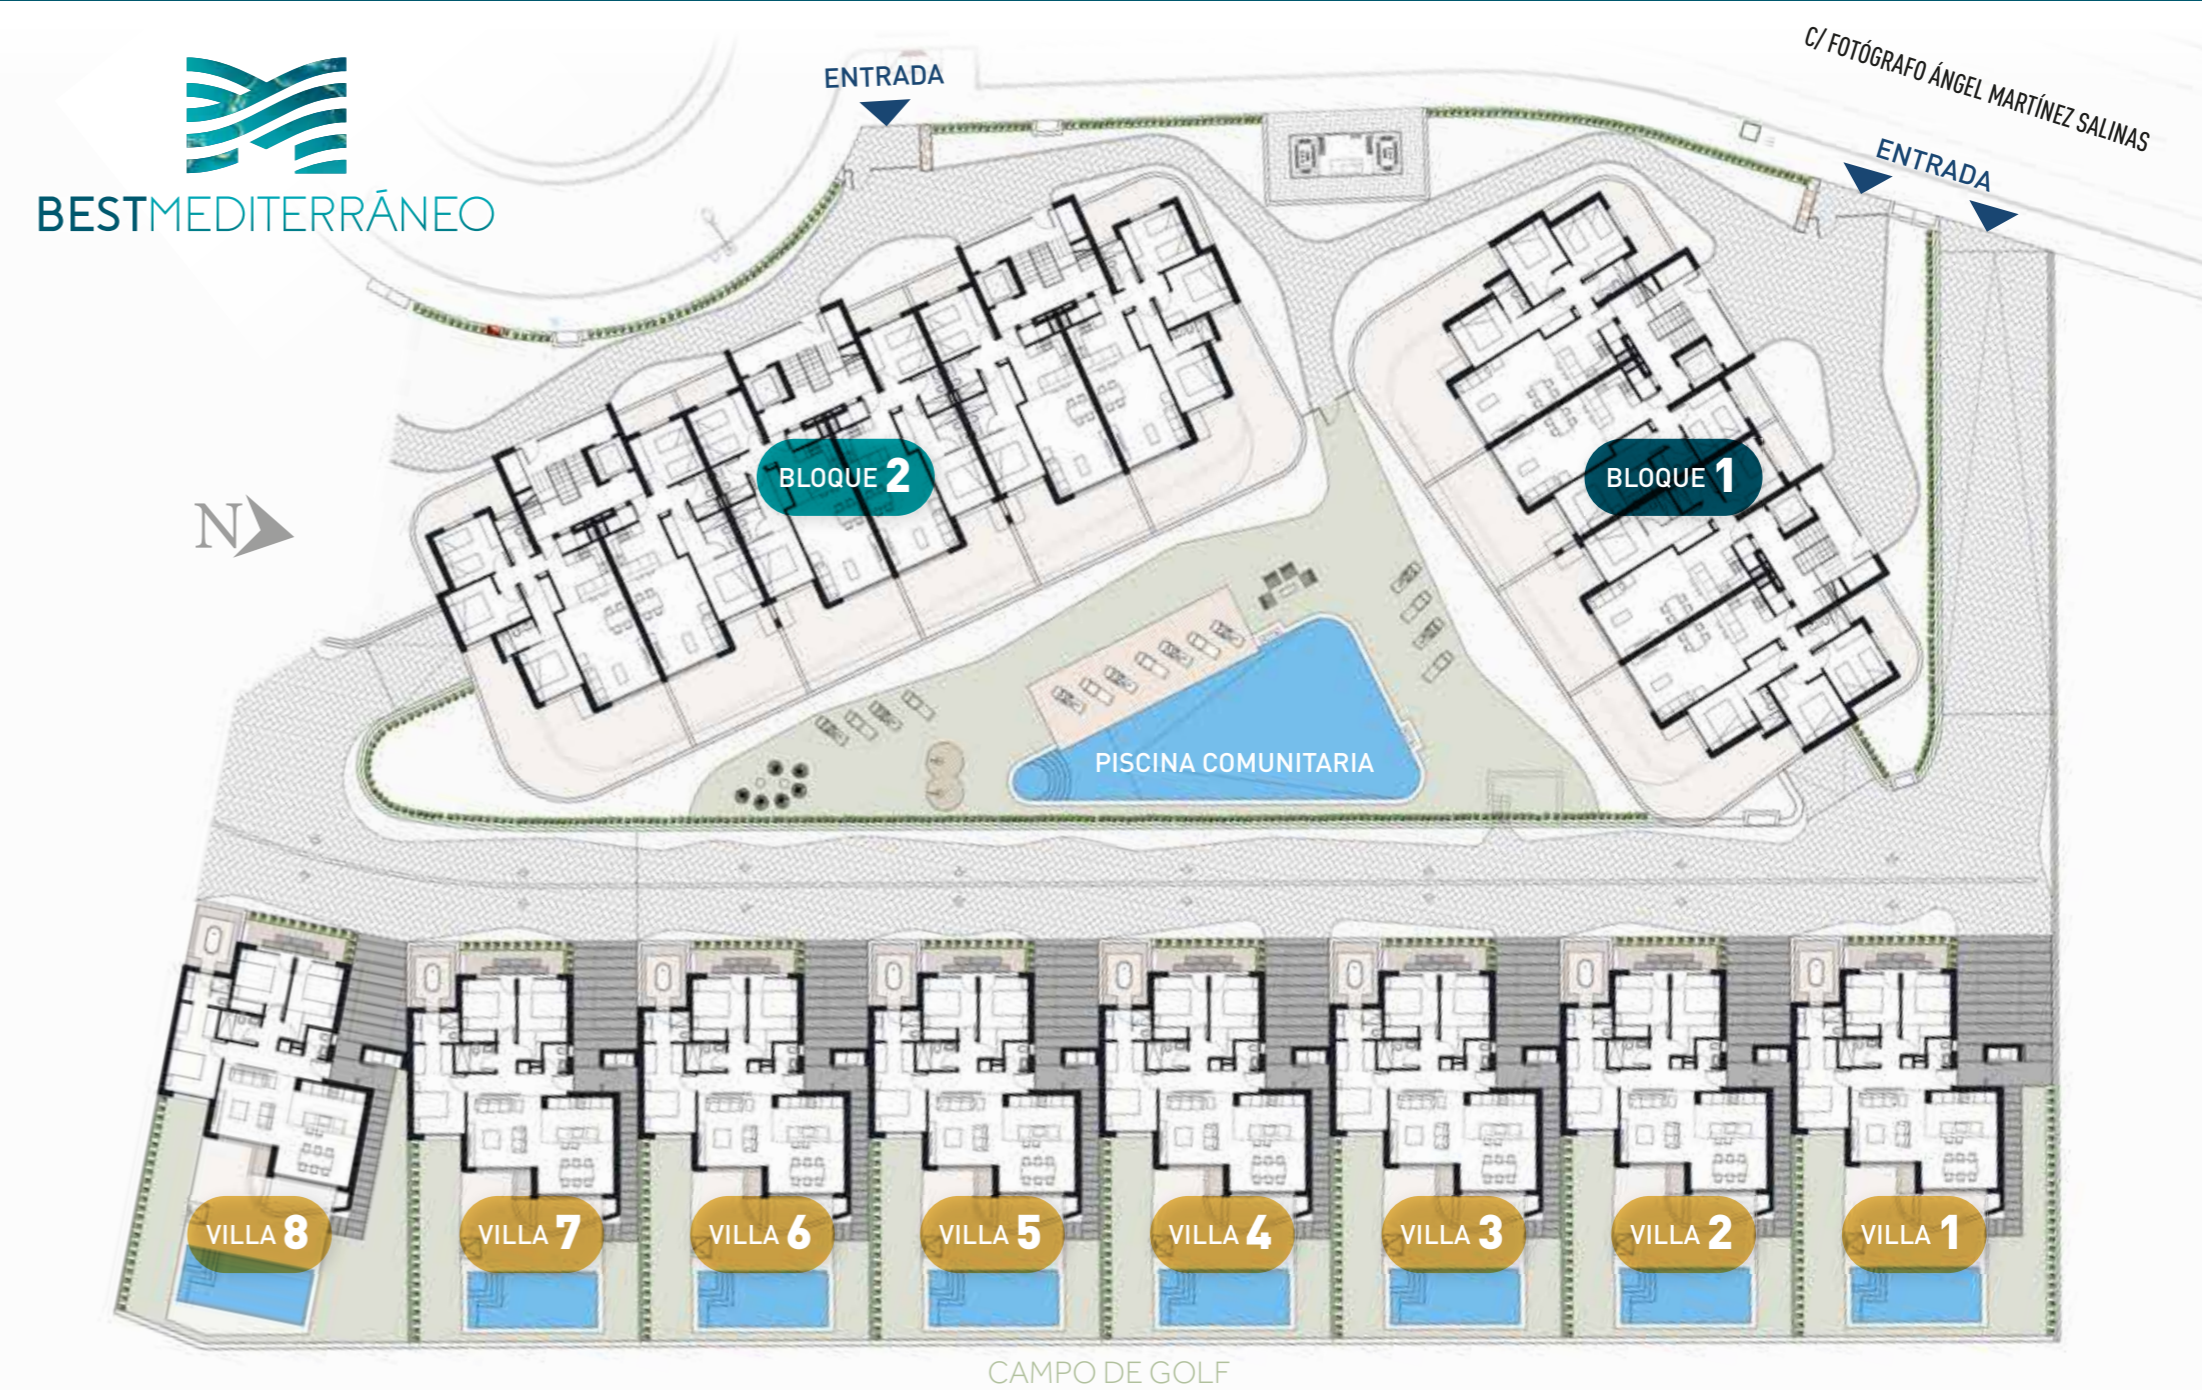 C/ FOTÓGRAFO ÁNGEL MARTÍNEZ SALINAS
ENTRADA
ENTRADA
BESTMEDITERRÁNEO
BLOQUE 2
BLOQUE 1
N
PISCINA COMUNITARIA
VILLA 8
VILLA 7
VILLA 6
VILLA 5
VILLA 4
VILLA 3
VILLA 2
VILLA 1
CAMPO DE GOLF